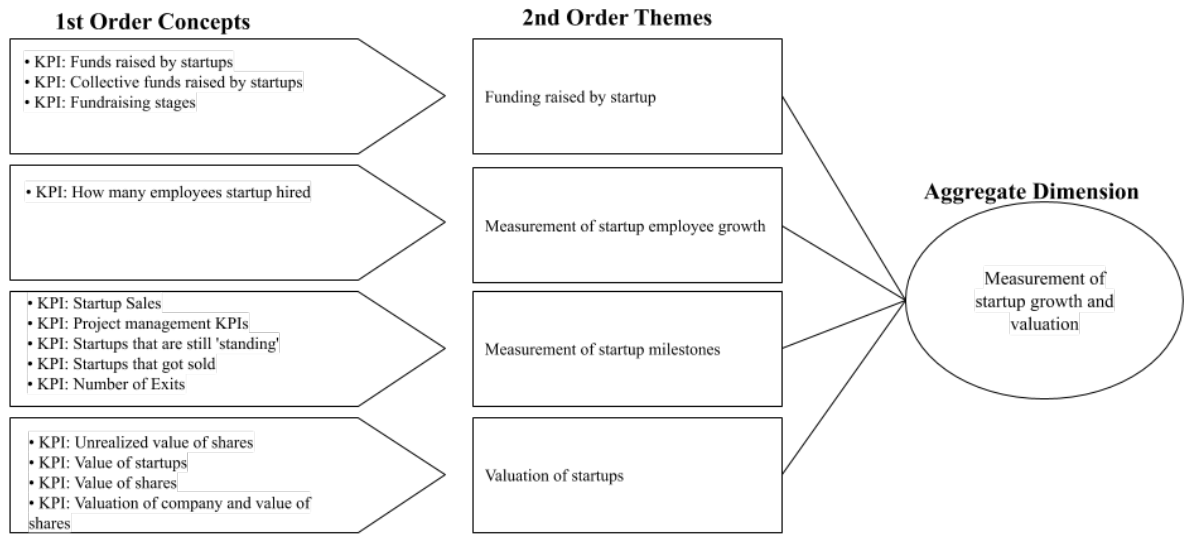 1st Order Concepts
2nd Order Themes
• KPI: Funds raised by startups
• KPI: Collective funds raised by startups
• KPI: Fundraising stages
Funding raised by startup
• KPI: How many employees startup hired
Measurement of startup employee growth
• KPI: Startup Sales
• KPI: Project management KPIs
• KPI: Startups that are still 'standing'
• KPI: Startups that got sold
• KPI: Number of Exits
Measurement of startup milestones
• KPI: Unrealized value of shares
• KPI: Value of startups
• KPI: Value of shares
• KPI: Valuation of company and value of
shares
Valuation of startups
Aggregate Dimension
Measurement of
startup growth and
valuation